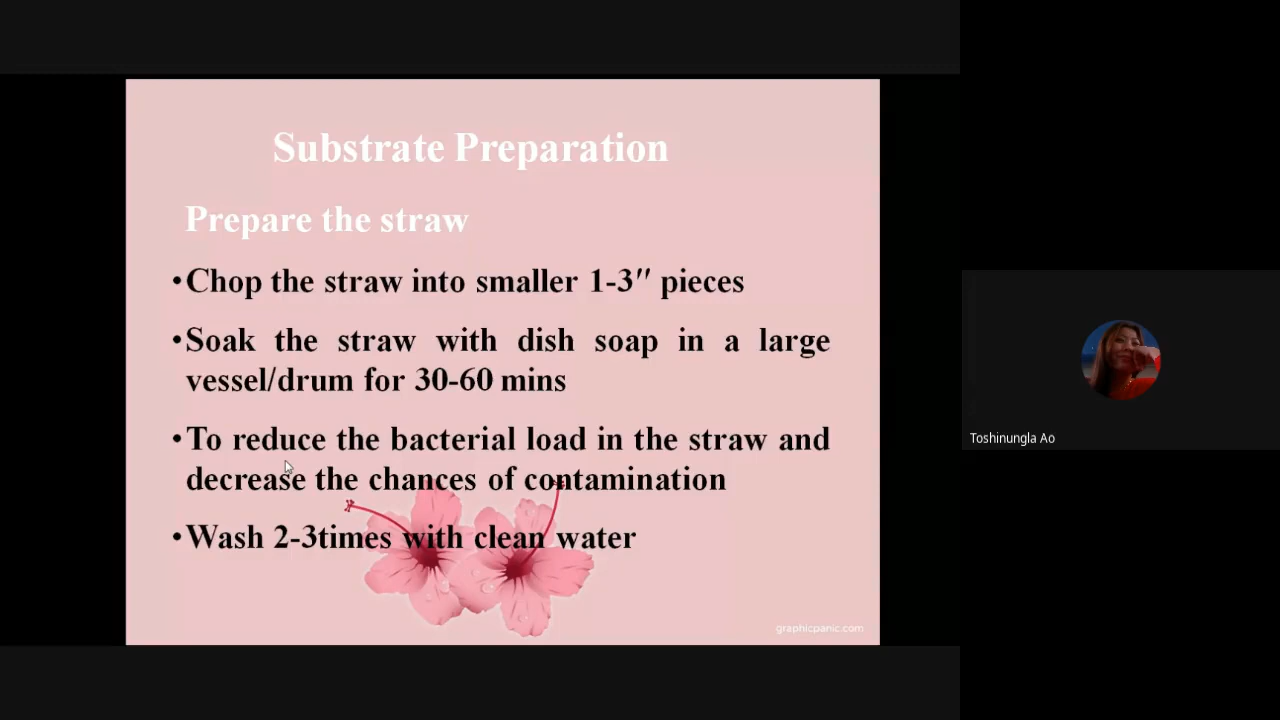 Substrate Preparation
Prepare the straw
•Chop the straw into smaller 1-3″ pieces
•Soak the straw with dish soap in a large
vessel/drum for 30-60 mins
•To reduce the bacterial load in the straw and
decrease the chances of contamination
•Wash 2-3times with clean water
graphicpanic.com
Toshinungla Ao